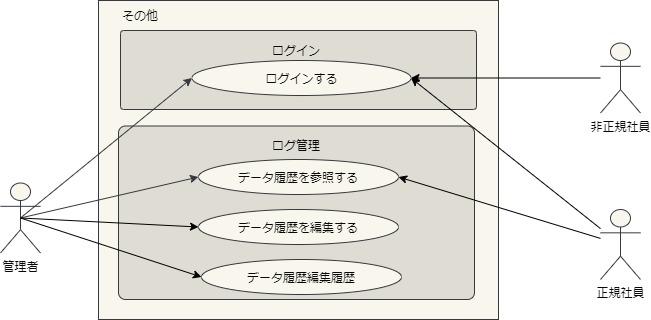 その他
ログイン
ログインする
非正規社員
ログ管理
データ履歴を参照する
データ履歴を編集する
データ履歴編集履歴
管理者
正規社員